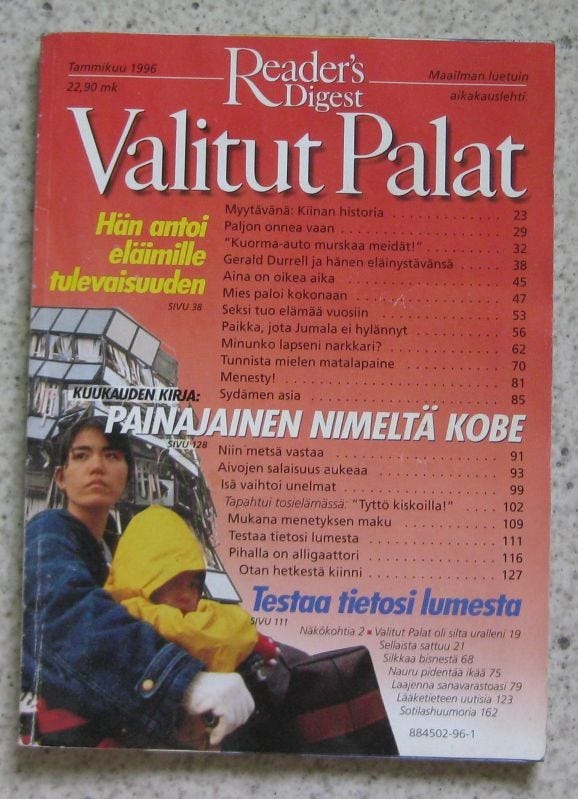 Tammikuu 1996
22,90 mk
Reader's
Digest
Maailman luetuin
aikakauslehti.
Valitut Palat
Hän antoi
eläimille
tulevaisuuden
SIVU 38
Myytävänä: Kiinan historia . . . . . . . . . . . . . 23
Paljon onnea vaan . . . . . . . . . . . . . 29
"Kuorma-auto murskaa meidät!" . . . . . . . . . 32
Gerald Durrell ja hänen eläinystävänsä . . . . 38
Aina on oikea aika . . . . . . . . . . . . . 45
Mies paloi kokonaan . . . . . . . . . . . . . 47
Seksi tuo elämää vuosiin . . . . . . . . . . . 53
Paikka, jota Jumala ei hylännyt . . . . . . . . 56
Minunko lapseni narkkari? . . . . . . . . . . 62
Tunnista mielen matalapaine . . . . . . . . . 70
Menesty! . . . . . . . . . . . . . 81
Sydämen asia . . . . . . . . . . . . . 85
KUUKAUDEN KIRJA:
PAINAJAINEN NIMELTÄ KOBE
SIVU 128
Niin metsä vastaa . . . . . . . . . . . . . 91
Aivojen salaisuus aukeaa . . . . . . . . . . . 93
Isä vaihtoi unelmat . . . . . . . . . . . . . 99
Tapahtui tosielämässä: "Tyttö kiskoilla!" . . . . 102
Mukana menetyksen maku . . . . . . . . . . 109
Testaa tietosi lumesta . . . . . . . . . . . . 111
Pihalla on alligaattori . . . . . . . . . . . . 116
Otan hetkestä kiinni . . . . . . . . . . . . 127
Testaa tietosi lumesta
SIVU 111
Näkökohtia 2 ▪ Valitut Palat oli silta uralleni 19
Sellaista sattuu 21
Silkkaa bisnestä 68
Nauru pidentää ikää 75
Laajenna sanavarastoasi 79
Lääketieteen uutisia 123
Sotilashuumoria 162
884502-96-1